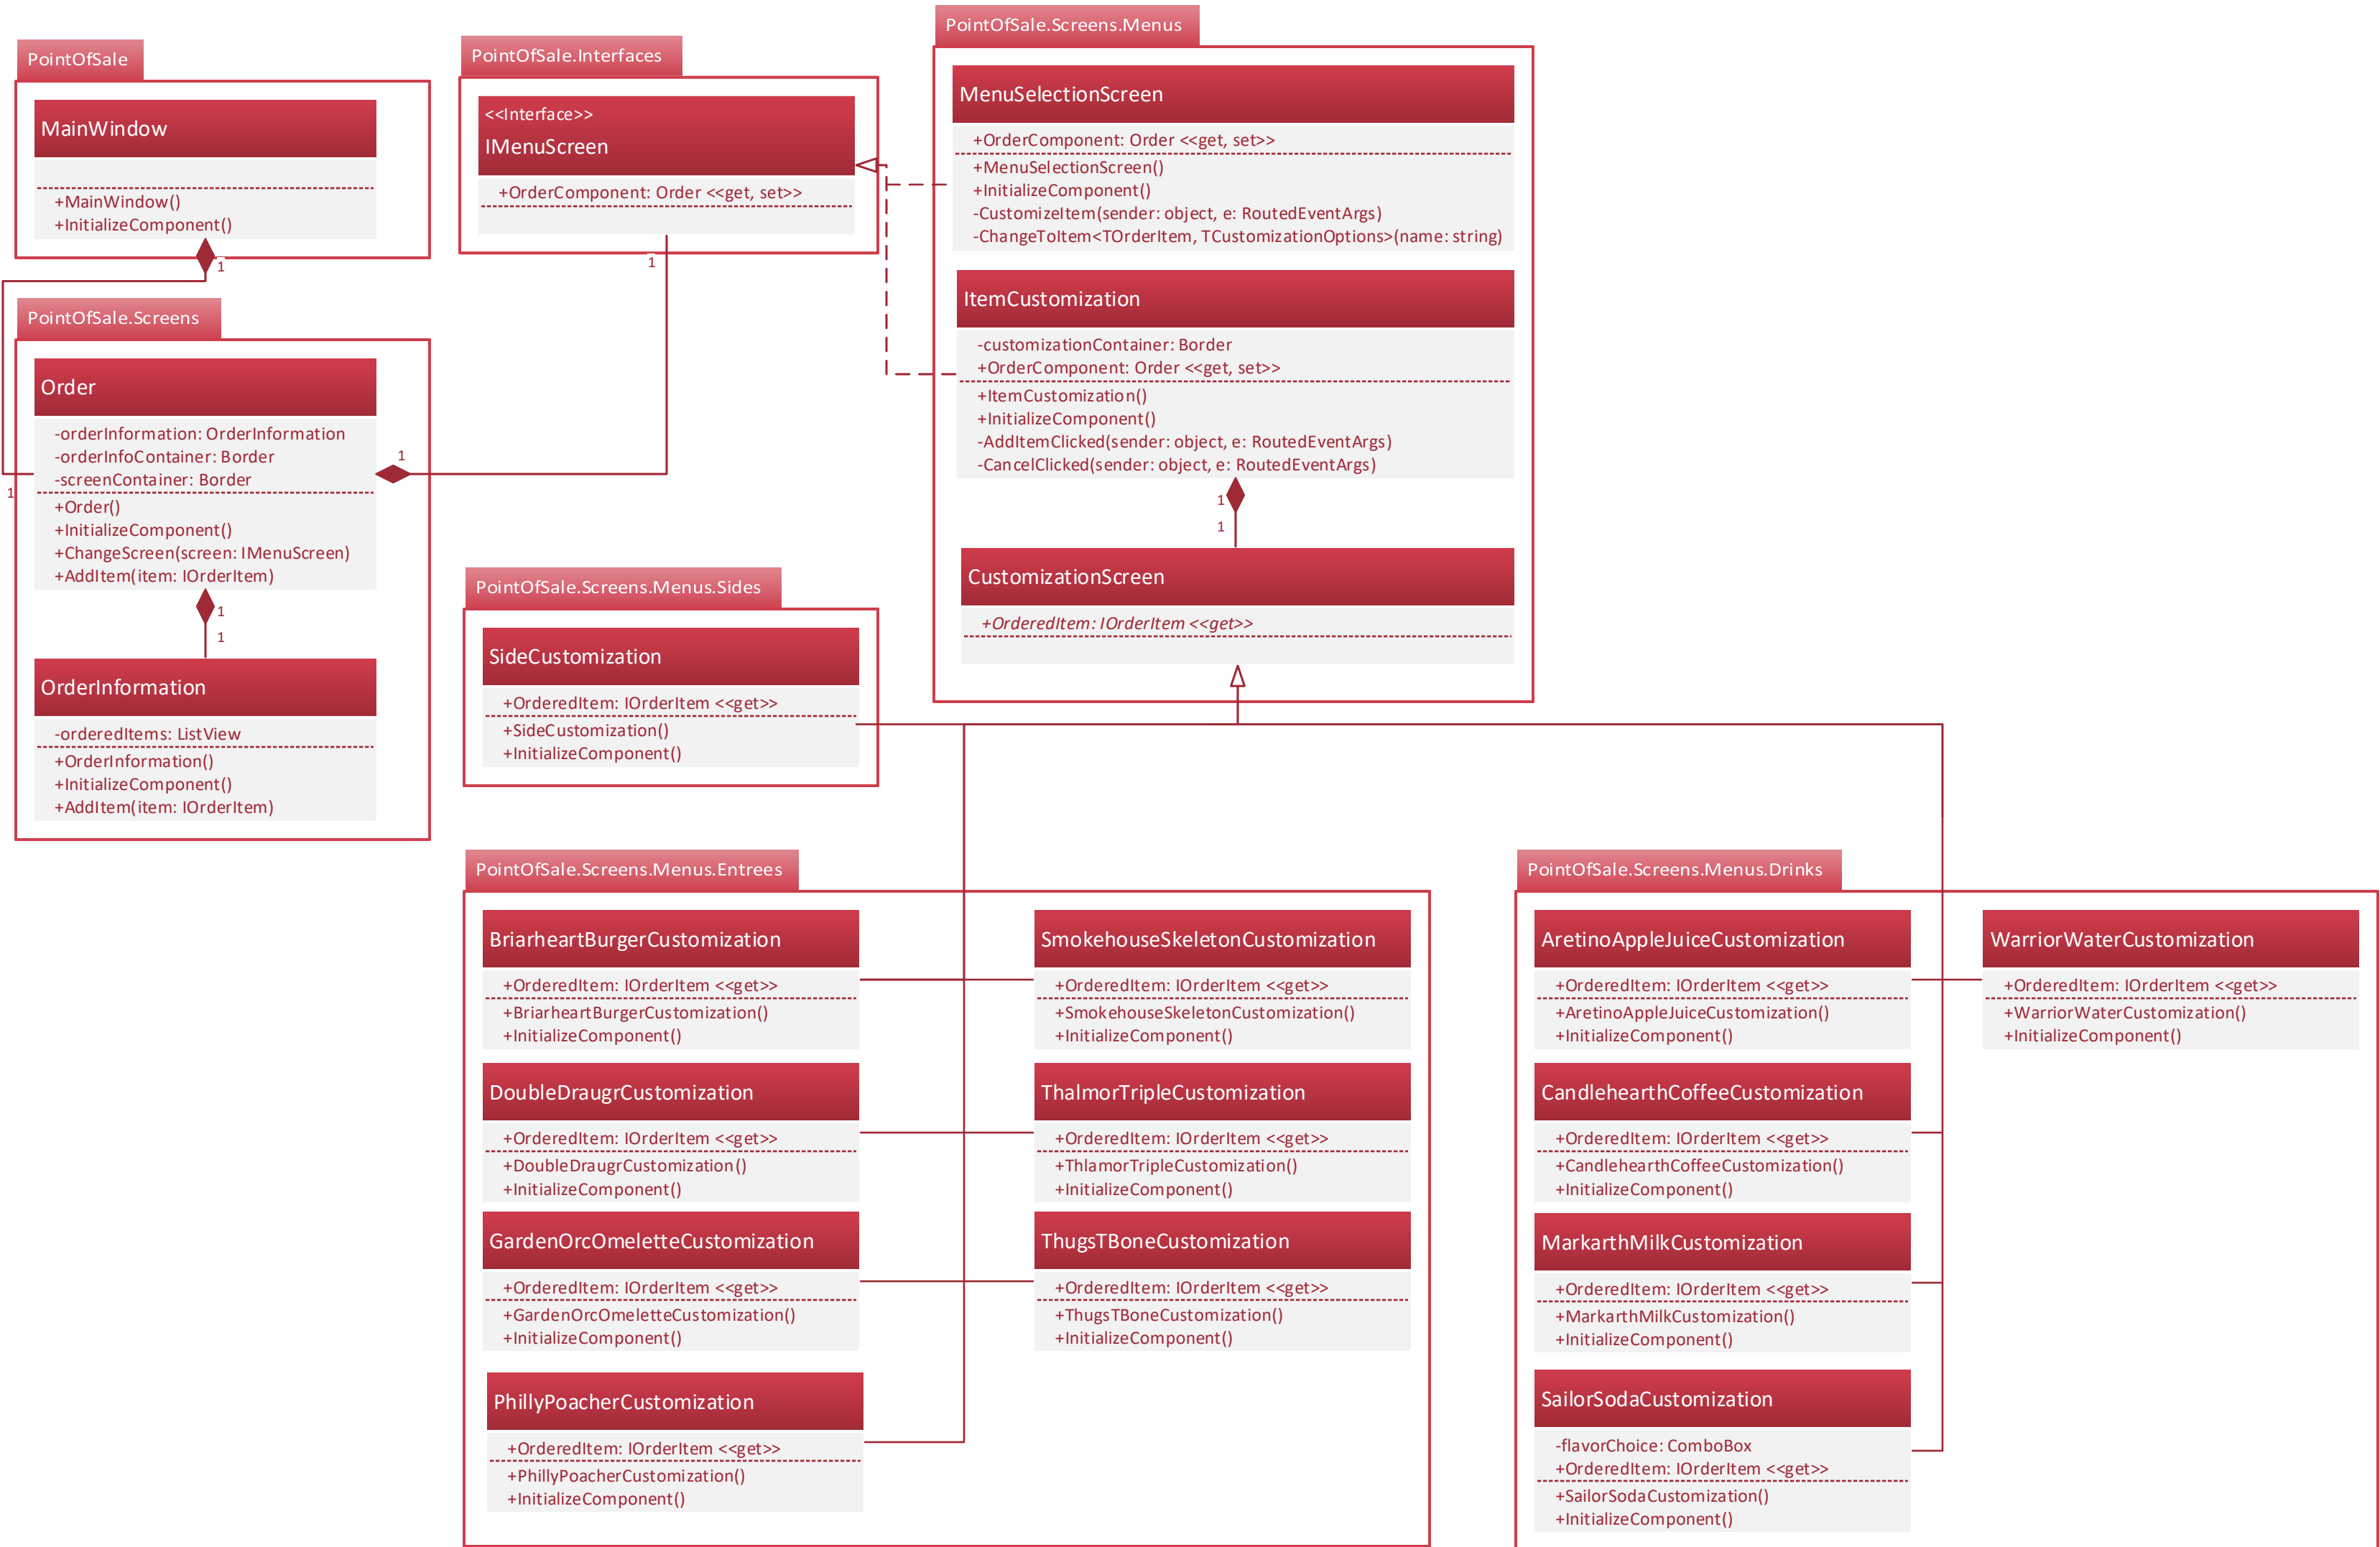 PointOfSale
MainWindow
+MainWindow()
+InitializeComponent()
1
PointOfSale.Screens
Order
-orderInformation: OrderInformation
-orderInfoContainer: Border
-screenContainer: Border
+Order()
+InitializeComponent()
+ChangeScreen(screen: IMenuScreen)
+AddItem(item: IOrderItem)
1
1
1
1
OrderInformation
-orderedItems: ListView
+OrderInformation()
+InitializeComponent()
+AddItem(item: IOrderItem)
PointOfSale.Interfaces
<<Interface>>
IMenuScreen
+OrderComponent: Order <<get, set>>
1
PointOfSale.Screens.Menus
MenuSelectionScreen
+OrderComponent: Order <<get, set>>
+MenuSelectionScreen()
+InitializeComponent()
-CustomizeItem(sender: object, e: RoutedEventArgs)
-ChangeToItem<TOrderItem, TCustomizationOptions>(name: string)
ItemCustomization
-customizationContainer: Border
+OrderComponent: Order <<get, set>>
+ItemCustomization()
+InitializeComponent()
-AddItemClicked(sender: object, e: RoutedEventArgs)
-CancelClicked(sender: object, e: RoutedEventArgs)
1
1
CustomizationScreen
+OrderedItem: IOrderItem <<get>>
PointOfSale.Screens.Menus.Sides
SideCustomization
+OrderedItem: IOrderItem <<get>>
+SideCustomization()
+InitializeComponent()
PointOfSale.Screens.Menus.Entrees
BriarheartBurgerCustomization
+OrderedItem: IOrderItem <<get>>
+BriarheartBurgerCustomization()
+InitializeComponent()
DoubleDraugrCustomization
+OrderedItem: IOrderItem <<get>>
+DoubleDraugrCustomization()
+InitializeComponent()
GardenOrcOmeletteCustomization
+OrderedItem: IOrderItem <<get>>
+GardenOrcOmeletteCustomization()
+InitializeComponent()
PhillyPoacherCustomization
+OrderedItem: IOrderItem <<get>>
+PhillyPoacherCustomization()
+InitializeComponent()
SmokehouseSkeletonCustomization
+OrderedItem: IOrderItem <<get>>
+SmokehouseSkeletonCustomization()
+InitializeComponent()
ThalmorTripleCustomization
+OrderedItem: IOrderItem <<get>>
+ThlamorTripleCustomization()
+InitializeComponent()
ThugsTBoneCustomization
+OrderedItem: IOrderItem <<get>>
+ThugsTBoneCustomization()
+InitializeComponent()
PointOfSale.Screens.Menus.Drinks
AretinoAppleJuiceCustomization
+OrderedItem: IOrderItem <<get>>
+AretinoAppleJuiceCustomization()
+InitializeComponent()
CandlehearthCoffeeCustomization
+OrderedItem: IOrderItem <<get>>
+CandlehearthCoffeeCustomization()
+InitializeComponent()
MarkarthMilkCustomization
+OrderedItem: IOrderItem <<get>>
+MarkarthMilkCustomization()
+InitializeComponent()
SailorSodaCustomization
-flavorChoice: ComboBox
+OrderedItem: IOrderItem <<get>>
+SailorSodaCustomization()
+InitializeComponent()
WarriorWaterCustomization
+OrderedItem: IOrderItem <<get>>
+WarriorWaterCustomization()
+InitializeComponent()